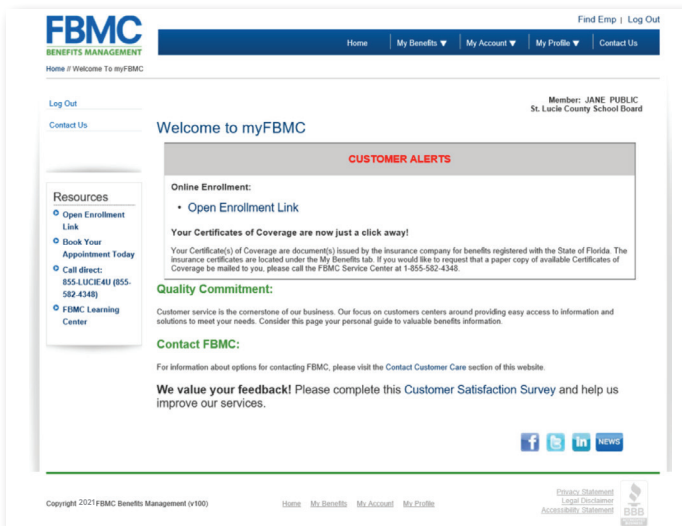 Find Emp | Log Out
FBMC
BENEFITS MANAGEMENT
Home My Benefits ▼ My Account ▼ My Profile ▼ Contact Us
Home // Welcome To myFBMC
Log Out
Contact Us
Member: JANE PUBLIC
St. Lucie County School Board
Welcome to myFBMC
CUSTOMER ALERTS
Online Enrollment:
• Open Enrollment Link
Your Certificates of Coverage are now just a click away!
Your Certificate(s) of Coverage are document(s) issued by the insurance company for benefits registered with the State of Florida. The
insurance certificates are located under the My Benefits tab. If you would like to request that a paper copy of available Certificates of
Coverage be mailed to you, please call the FBMC Service Center at 1-855-582-4348.
Resources
Open Enrollment
Link
Book Your
Appointment Today
Call direct:
855-LUCIE4U (855-
582-4348)
FBMC Learning
Center
Quality Commitment:
Customer service is the cornerstone of our business. Our focus on customers centers around providing easy access to information and
solutions to meet your needs. Consider this page your personal guide to valuable benefits information.
Contact FBMC:
For information about options for contacting FBMC, please visit the Contact Customer Care section of this website.
We value your feedback! Please complete this Customer Satisfaction Survey and help us
improve our services.
NEWS
Copyright 2021 FBMC Benefits Management (v100)
Home My Benefits My Account My Profile
Privacy Statement
Legal Disclaimer
Accessibility Statement
BBB